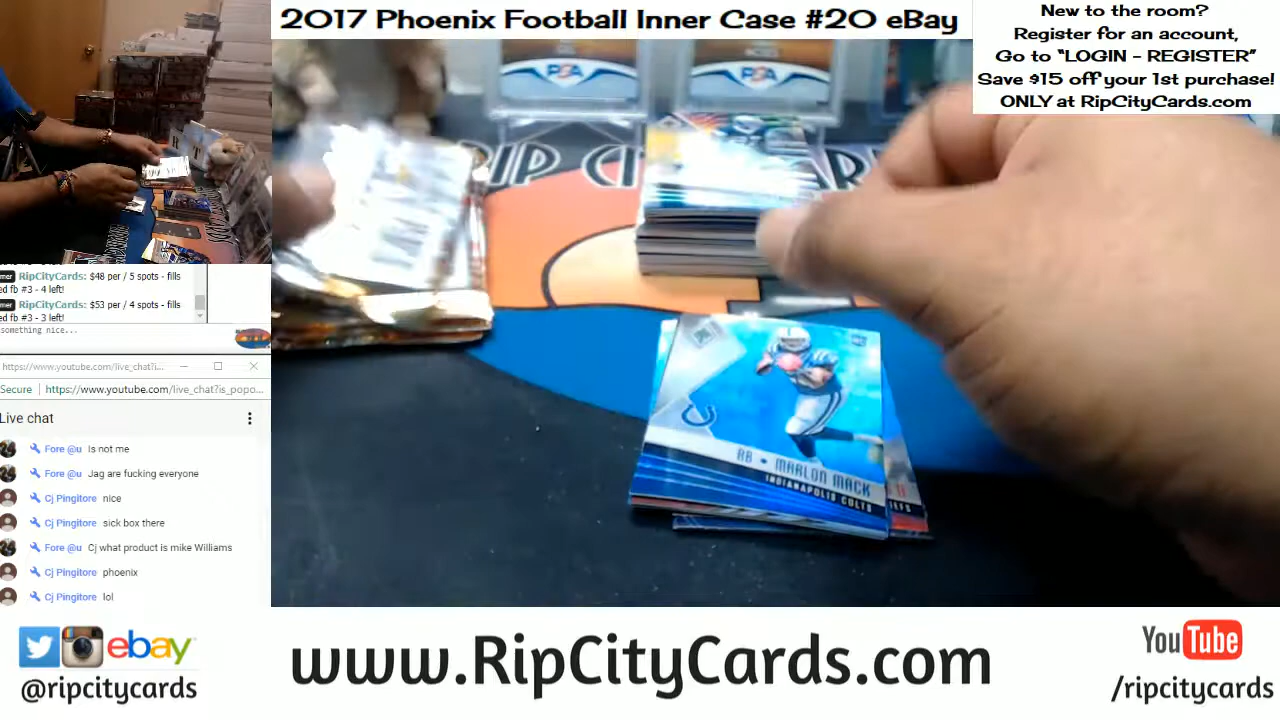 2017 Phoenix Football Inner Case #20 eBay
New to the room?
Register for an account,
Go to "LOGIN - REGISTER"
Save $15 off your 1st purchase!
ONLY at RipCityCards.com
PSA
PSA
RIP CI
ARD
RipCityCards: $48 per / 5 spots - fills
ed fb #3 - 4 left!
RipCityCards: $53 per / 4 spots - fills
ed fb #3 - 3 left!
something nice...
https://www.youtube.com/live_chat?i...
Secure
https://www.youtube.com/live_chat?is_popo...
Live chat
Fore @u Is not me
Fore @u Jag are fucking everyone
Cj Pingitore nice
Cj Pingitore sick box there
Fore @u Cj what product is mike Williams
Cj Pingitore phoenix
Cj Pingitore lol
RB • MARLON MACK
INDIANAPOLIS COLTS
ebay
@ripcitycards
www.RipCityCards.com
YouTube
/ripcitycards